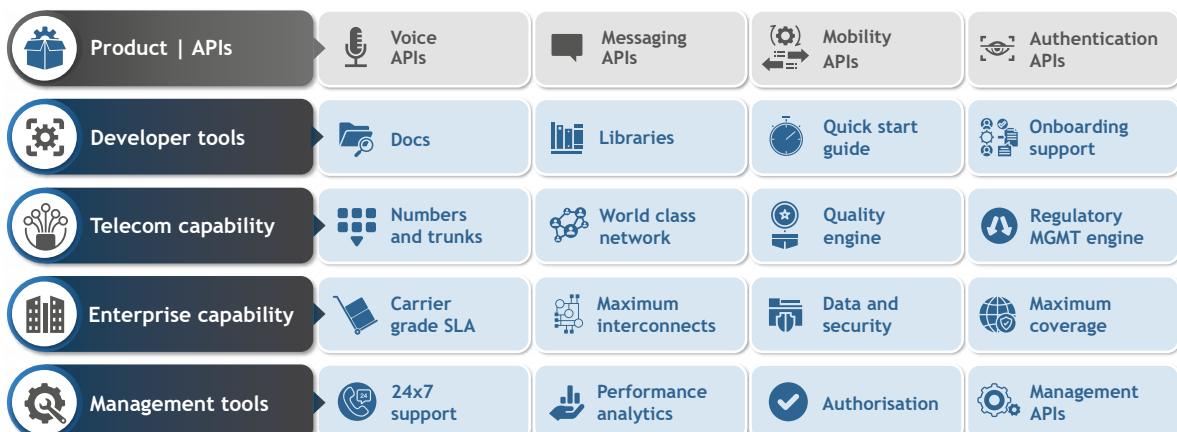 Product | APIs
Voice
APIs
Messaging
APIs
Mobility
APIs
Authentication
APIs
Developer tools
Docs
Libraries
Quick start
guide
Onboarding
support
Telecom capability
Numbers
and trunks
World class
network
Quality
engine
Regulatory
MGMT engine
Enterprise capability
Carrier
grade SLA
Maximum
interconnects
Data and
security
Maximum
coverage
Management tools
24
24x7
support
Performance
analytics
Authorisation
Management
APIs